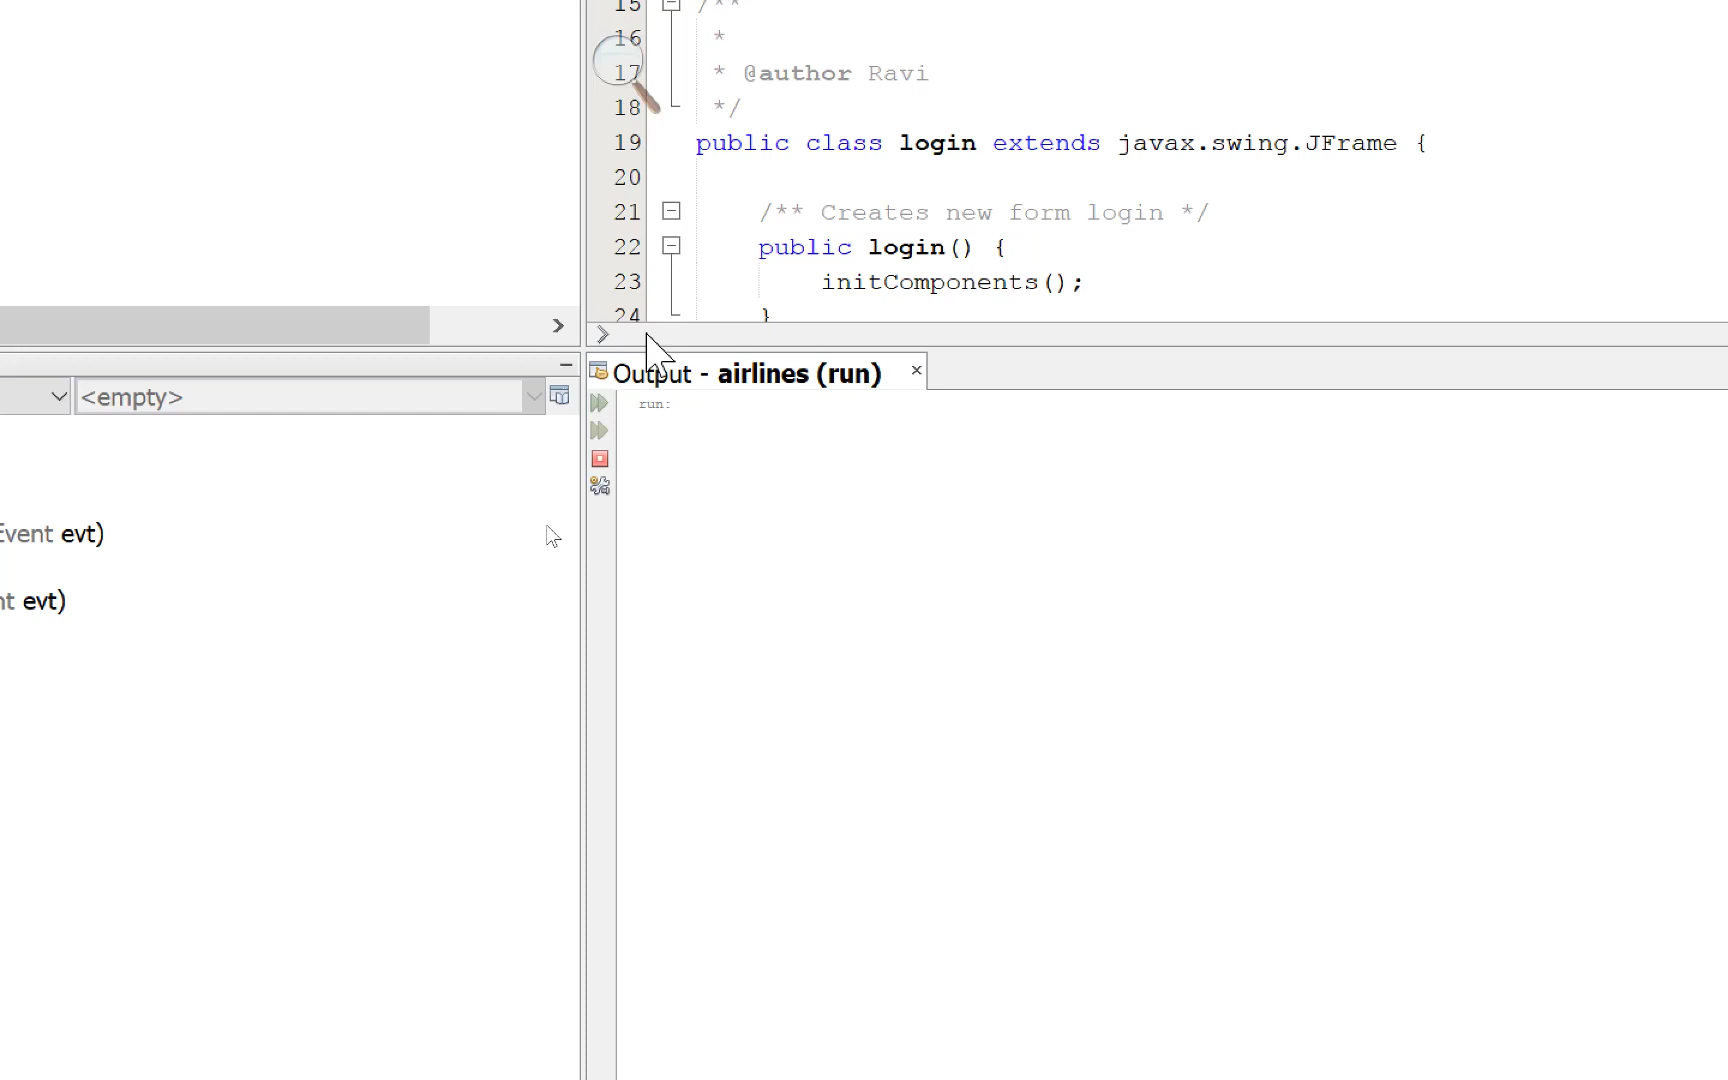 15 /**
16 *
17 * @author Ravi
18 */
19 public class login extends javax.swing.JFrame {
20
21 /** Creates new form login */
22 public login() {
23 initComponents();
24 }
Output - airlines (run)
run:
<empty>
Event evt)
nt evt)